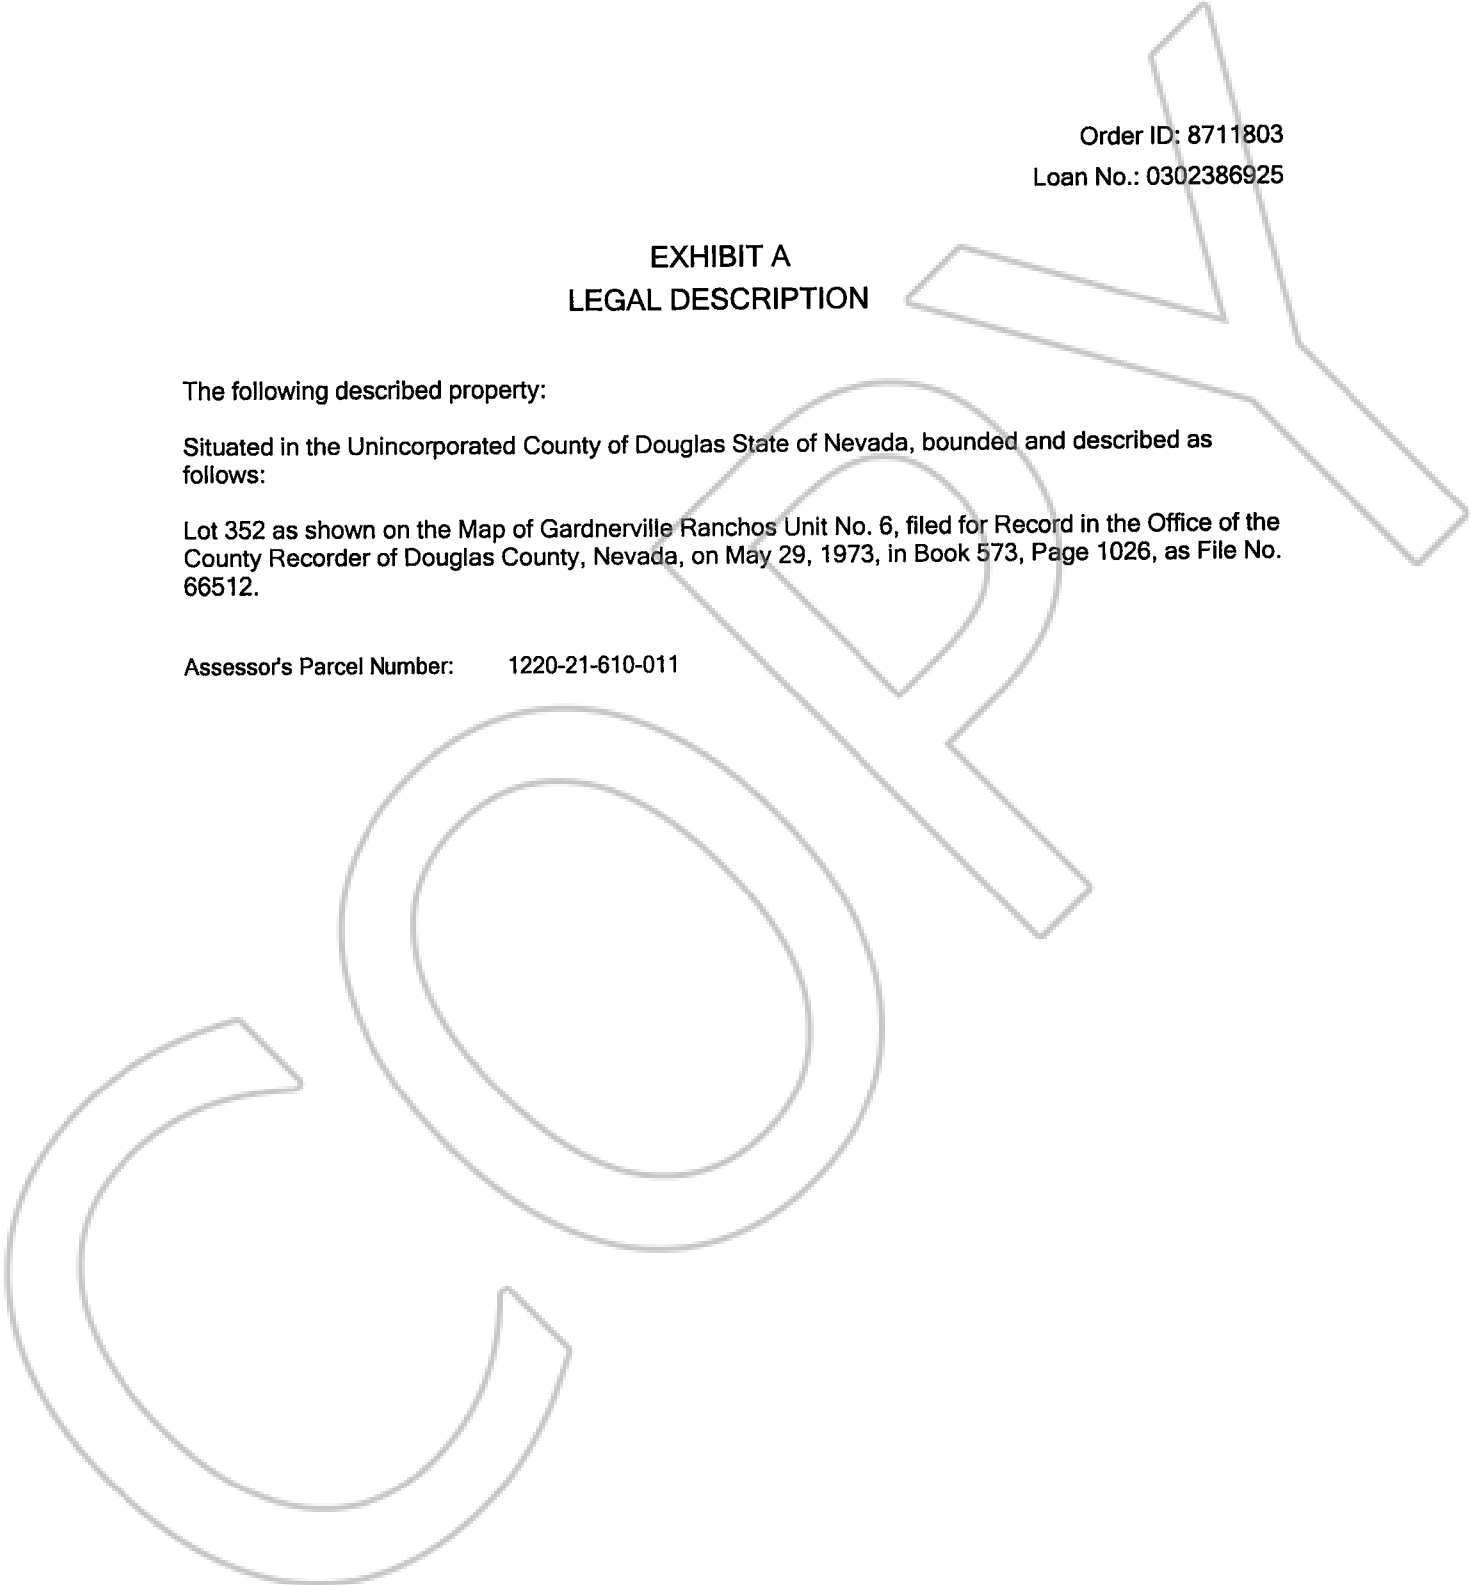 Order ID: 8711803
Loan No.: 0302386925
EXHIBIT A
LEGAL DESCRIPTION
The following described property:
Situated in the Unincorporated County of Douglas State of Nevada, bounded and described as
follows:
Lot 352 as shown on the Map of Gardnerville Ranchos Unit No. 6, filed for Record in the Office of the
County Recorder of Douglas County, Nevada, on May 29, 1973, in Book 573, Page 1026, as File No.
66512.
Assessor's Parcel Number: 1220-21-610-011
COPY